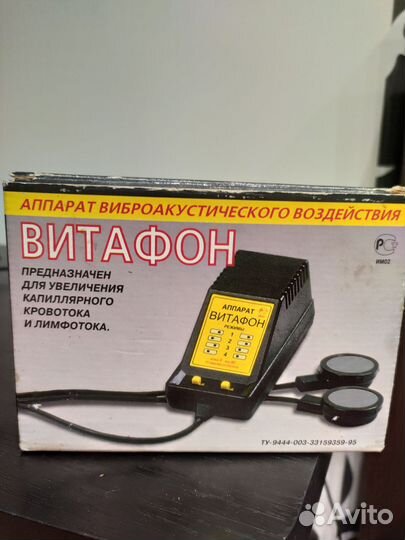 АППАРАТ ВИБРОАКУСТИЧЕСКОГО ВОЗДЕЙСТВИЯ
ВИТАФОН
РС
ИМ02
ПРЕДНАЗНАЧЕН
ДЛЯ УВЕЛИЧЕНИЯ
КАПИЛЛЯРНОГО
КРОВОТОКА
И ЛИМФОТОКА.
АППАРАТ
ВИТАФОН
РЕЖИМЫ
1
2
3
4
ТУ-9444-003-33159359-95
Avito